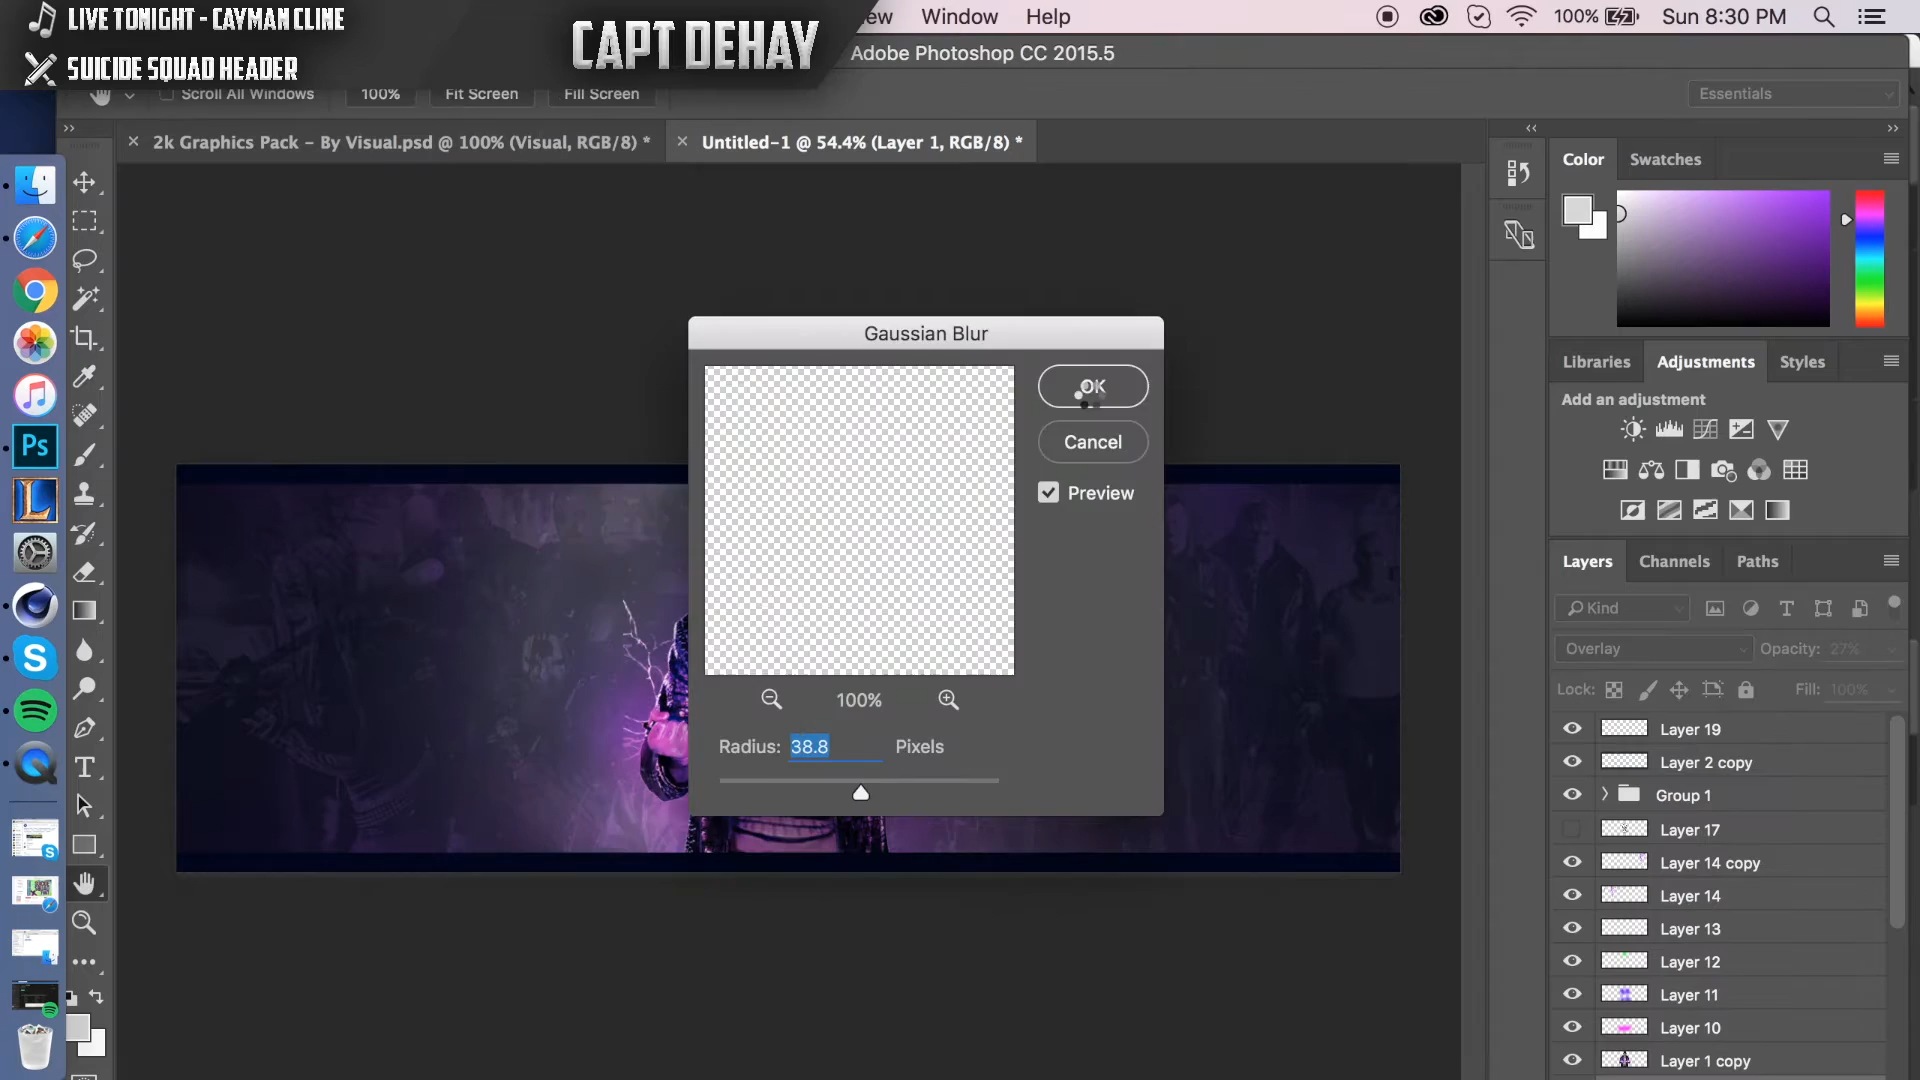 LIVE TONIGHT - CAYMAN CLINE
SUICIDE SQUAD HEADER
CAPT DEHAY
ew Window Help
100%
Sun 8:30 PM
Adobe Photoshop CC 2015.5
Scroll All Windows
100%
Fit Screen
Fill Screen
Essentials
2k Graphics Pack - By Visual.psd @ 100% (Visual, RGB/8) *
Untitled-1 @ 54.4% (Layer 1, RGB/8) *
Color
Swatches
Gaussian Blur
OK
Cancel
Preview
100%
Radius: 38.8 Pixels
Libraries
Adjustments
Styles
Add an adjustment
Layers
Channels
Paths
Kind
Overlay
Opacity: 27%
Lock:
Fill: 100%
Layer 19
Layer 2 copy
Group 1
Layer 17
Layer 14 copy
Layer 14
Layer 13
Layer 12
Layer 11
Layer 10
Layer 1 copy
Ps